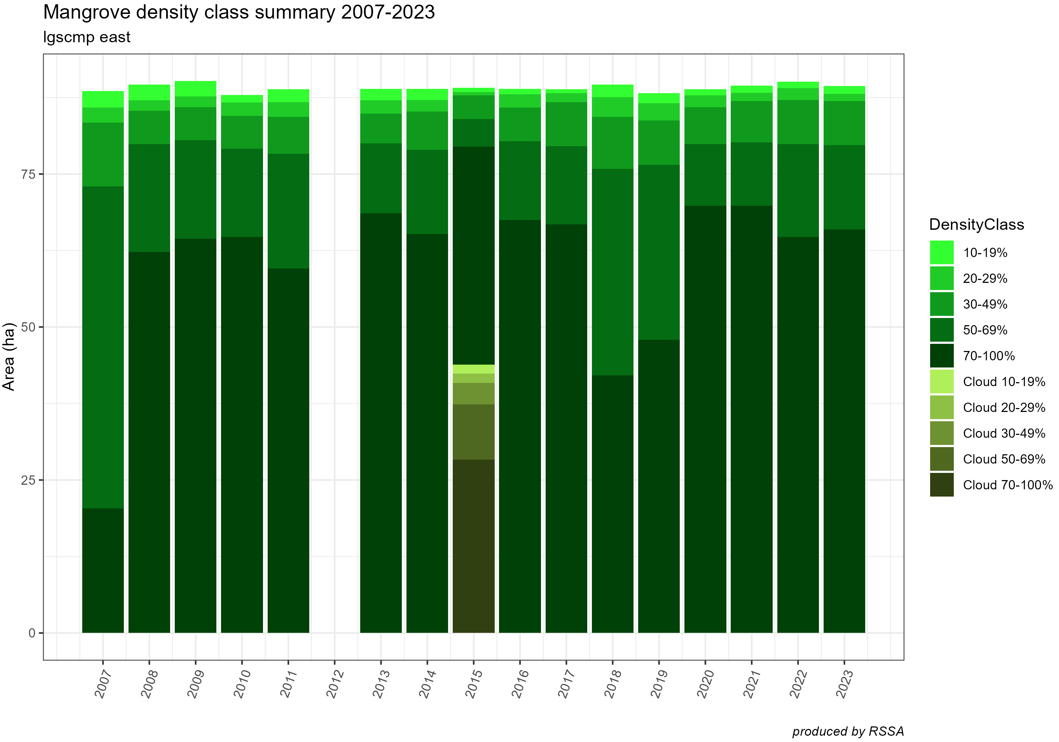 Mangrove density class summary 2007-2023
lgscmp east
Area (ha)
75
50
25
0
2007
2008
2009
2010
2011
2012
2013
2014
2015
2016
2017
2018
2019
2020
2021
2022
2023
DensityClass
10-19%
20-29%
30-49%
50-69%
70-100%
Cloud 10-19%
Cloud 20-29%
Cloud 30-49%
Cloud 50-69%
Cloud 70-100%
produced by RSSA